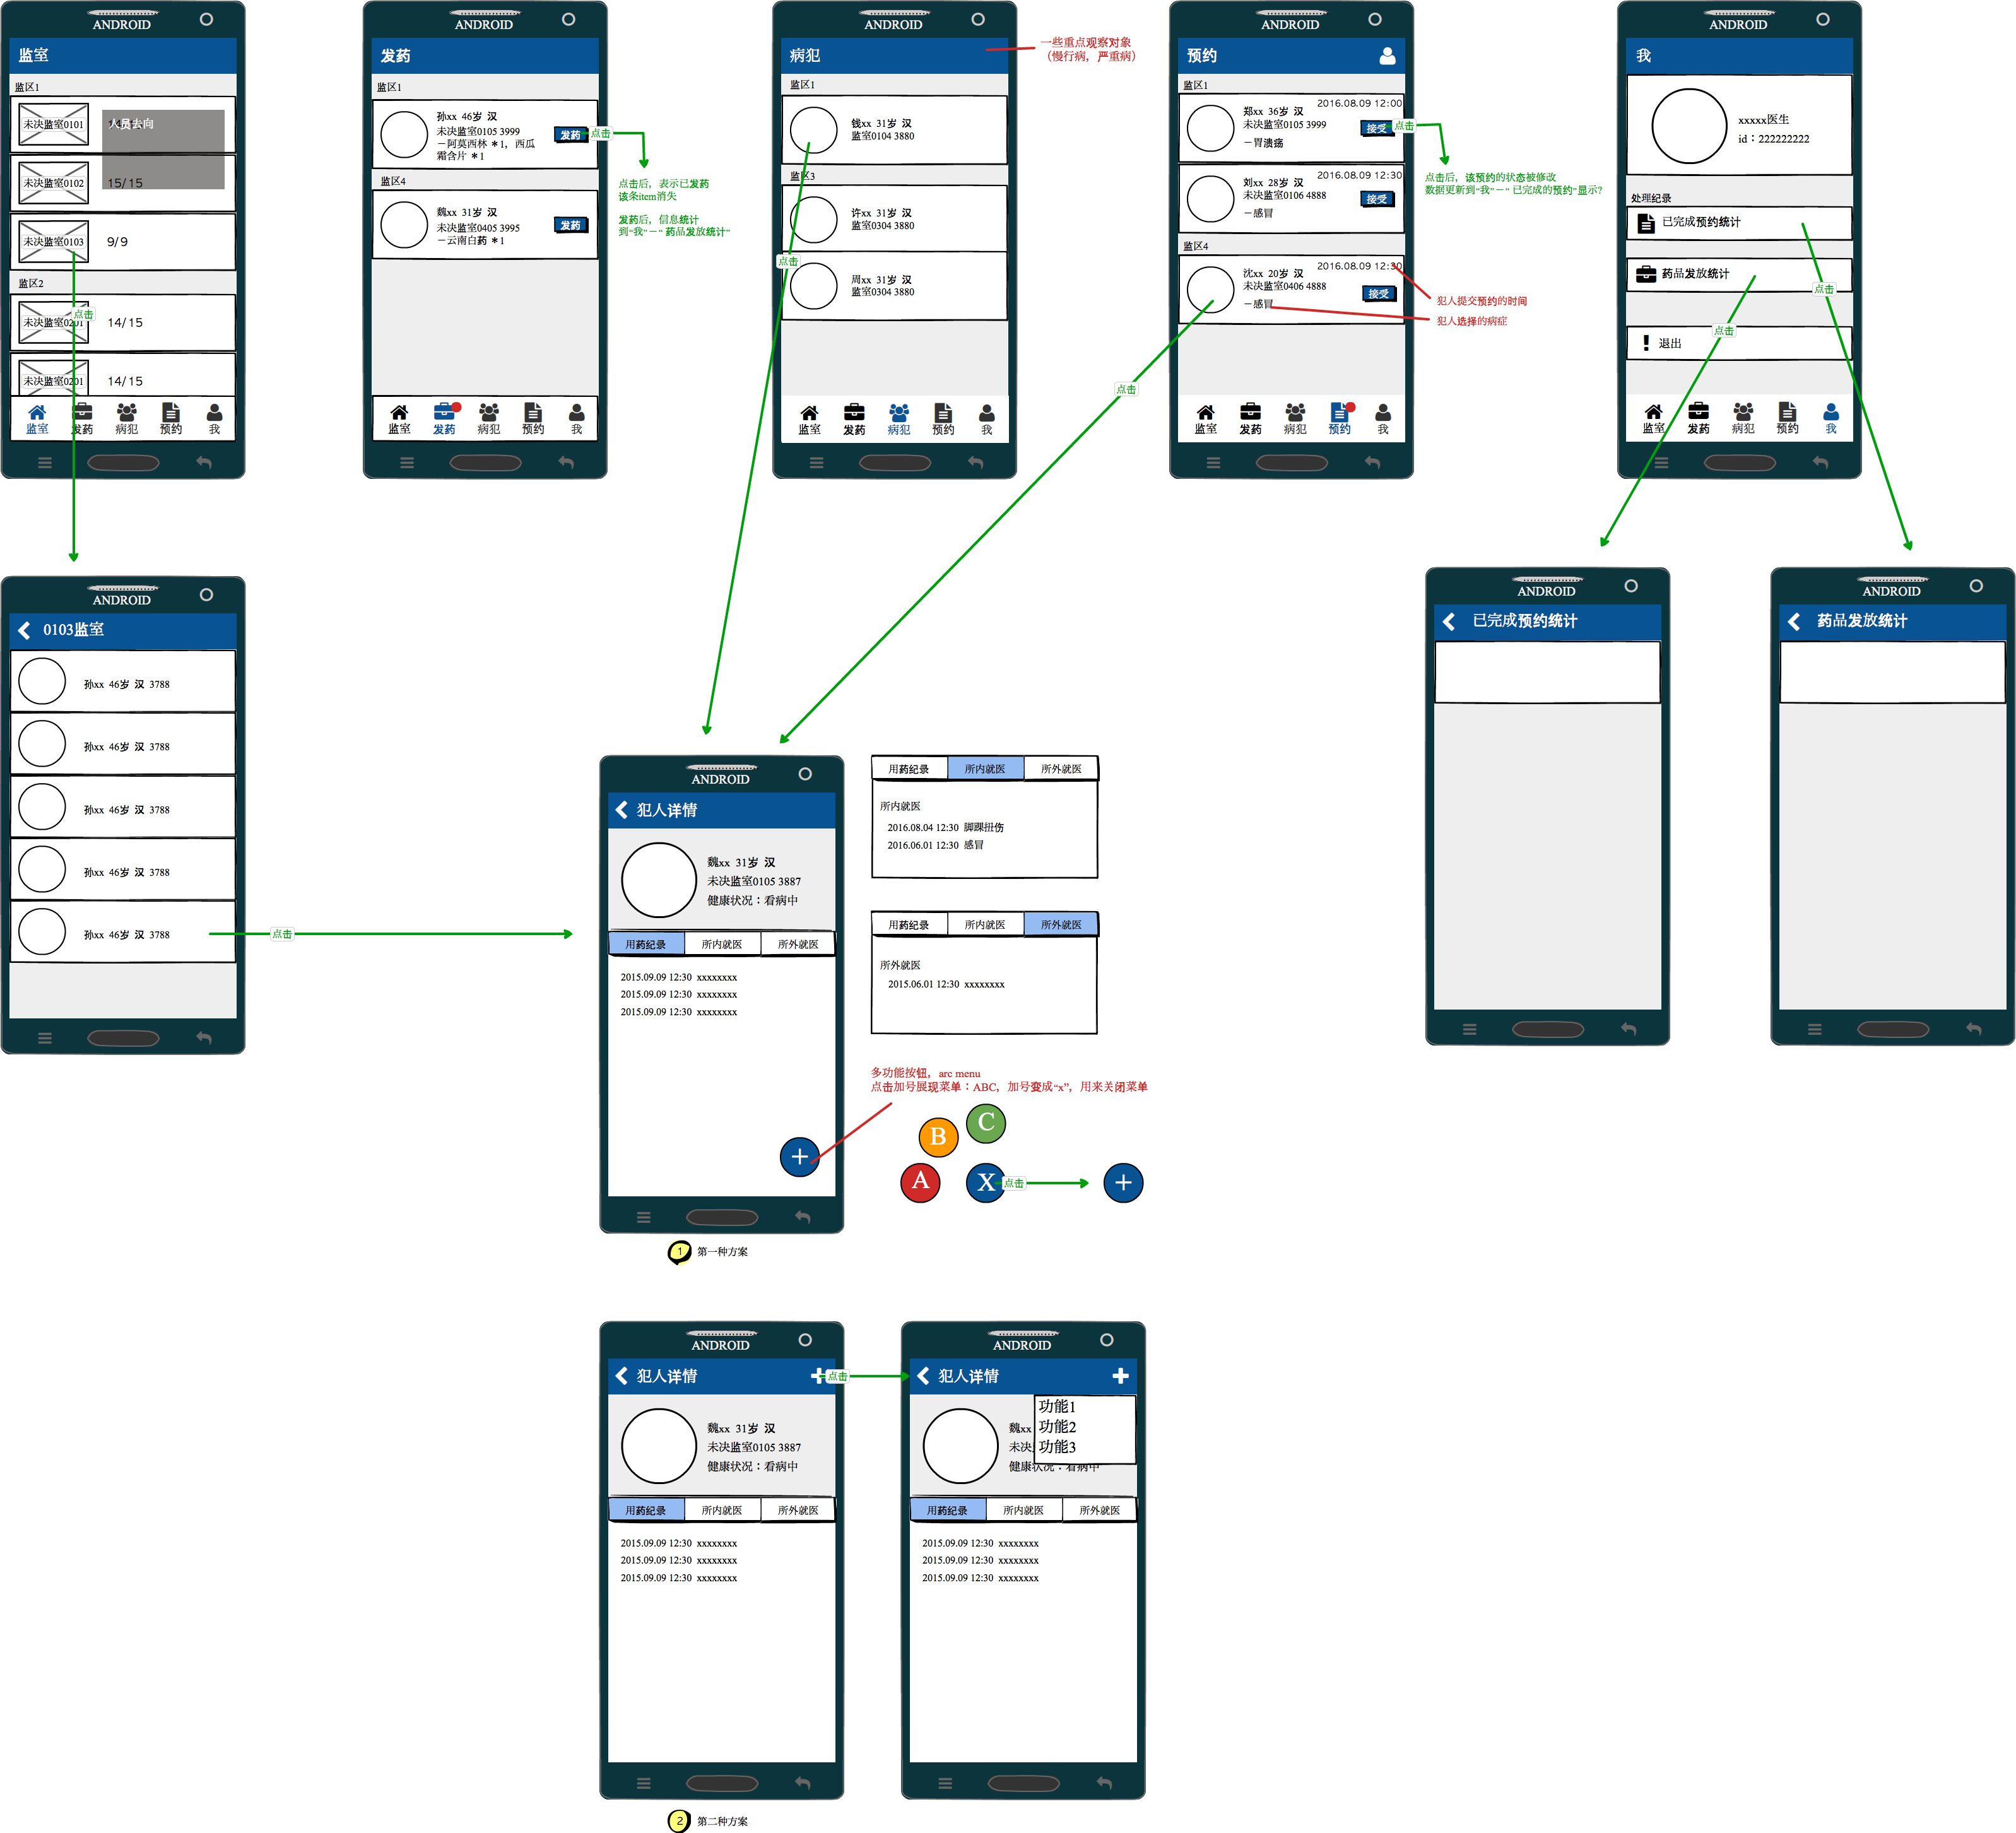 ANDROID
监室
监区1
未决监室0101
人员去向
未决监室0102
15/15
未决监室0103
9/9
监区2
未决监室0201
14/15
点击
未决监室0201
14/15
监室
发药
病犯
预约
我
ANDROID
发药
监区1
孙xx 46岁 汉
未决监室0105 3999
－阿莫西林 *1，西瓜
霜含片 *1
发药
点击
点击后，表示已发药
该条item消失
发药后，信息统计
到“我”－“ 药品发放统计”
监区4
魏xx 31岁 汉
未决监室0405 3995
－云南白药 *1
发药
监室
发药
病犯
预约
我
ANDROID
病犯
一些重点观察对象
（慢行病，严重病）
监区1
钱xx 31岁 汉
监室0104 3880
监区3
许xx 31岁 汉
监室0304 3880
点击
周xx 31岁 汉
监室0304 3880
监室
发药
病犯
预约
我
ANDROID
预约
监区1
2016.08.09 12:00
郑xx 36岁 汉
未决监室0105 3999
－胃溃疡
接受
点击
点击后，该预约的状态被修改
数据更新到“我”－“ 已完成的预约”显示?
2016.08.09 12:30
刘xx 28岁 汉
未决监室0106 4888
－感冒
接受
监区4
2016.08.09 12:30
沈xx 20岁 汉
未决监室0406 4888
－感冒
接受
犯人提交预约的时间
犯人选择的病症
点击
监室
发药
病犯
预约
我
ANDROID
我
xxxxx医生
id：222222222
处理纪录
已完成预约统计
药品发放统计
点击
点击
退出
监室
发药
病犯
预约
我
ANDROID
0103监室
孙xx 46岁 汉 3788
孙xx 46岁 汉 3788
孙xx 46岁 汉 3788
孙xx 46岁 汉 3788
孙xx 46岁 汉 3788
点击
ANDROID
已完成预约统计
ANDROID
药品发放统计
ANDROID
犯人详情
魏xx 31岁 汉
未决监室0105 3887
健康状况：看病中
用药纪录
所内就医
所外就医
2015.09.09 12:30 xxxxxxxx
2015.09.09 12:30 xxxxxxxx
2015.09.09 12:30 xxxxxxxx
+
用药纪录
所内就医
所外就医
所内就医
2016.08.04 12:30 脚踝扭伤
2016.06.01 12:30 感冒
用药纪录
所内就医
所外就医
所外就医
2015.06.01 12:30 xxxxxxxx
多功能按钮，arc menu
点击加号展现菜单：ABC，加号变成“x”，用来关闭菜单
B
C
A
X
点击
+
1
第一种方案
ANDROID
犯人详情
点击
魏xx 31岁 汉
未决监室0105 3887
健康状况：看病中
用药纪录
所内就医
所外就医
2015.09.09 12:30 xxxxxxxx
2015.09.09 12:30 xxxxxxxx
2015.09.09 12:30 xxxxxxxx
ANDROID
犯人详情
功能1
功能2
功能3
魏xx
未决
健康状况：看病中
用药纪录
所内就医
所外就医
2015.09.09 12:30 xxxxxxxx
2015.09.09 12:30 xxxxxxxx
2015.09.09 12:30 xxxxxxxx
2
第二种方案